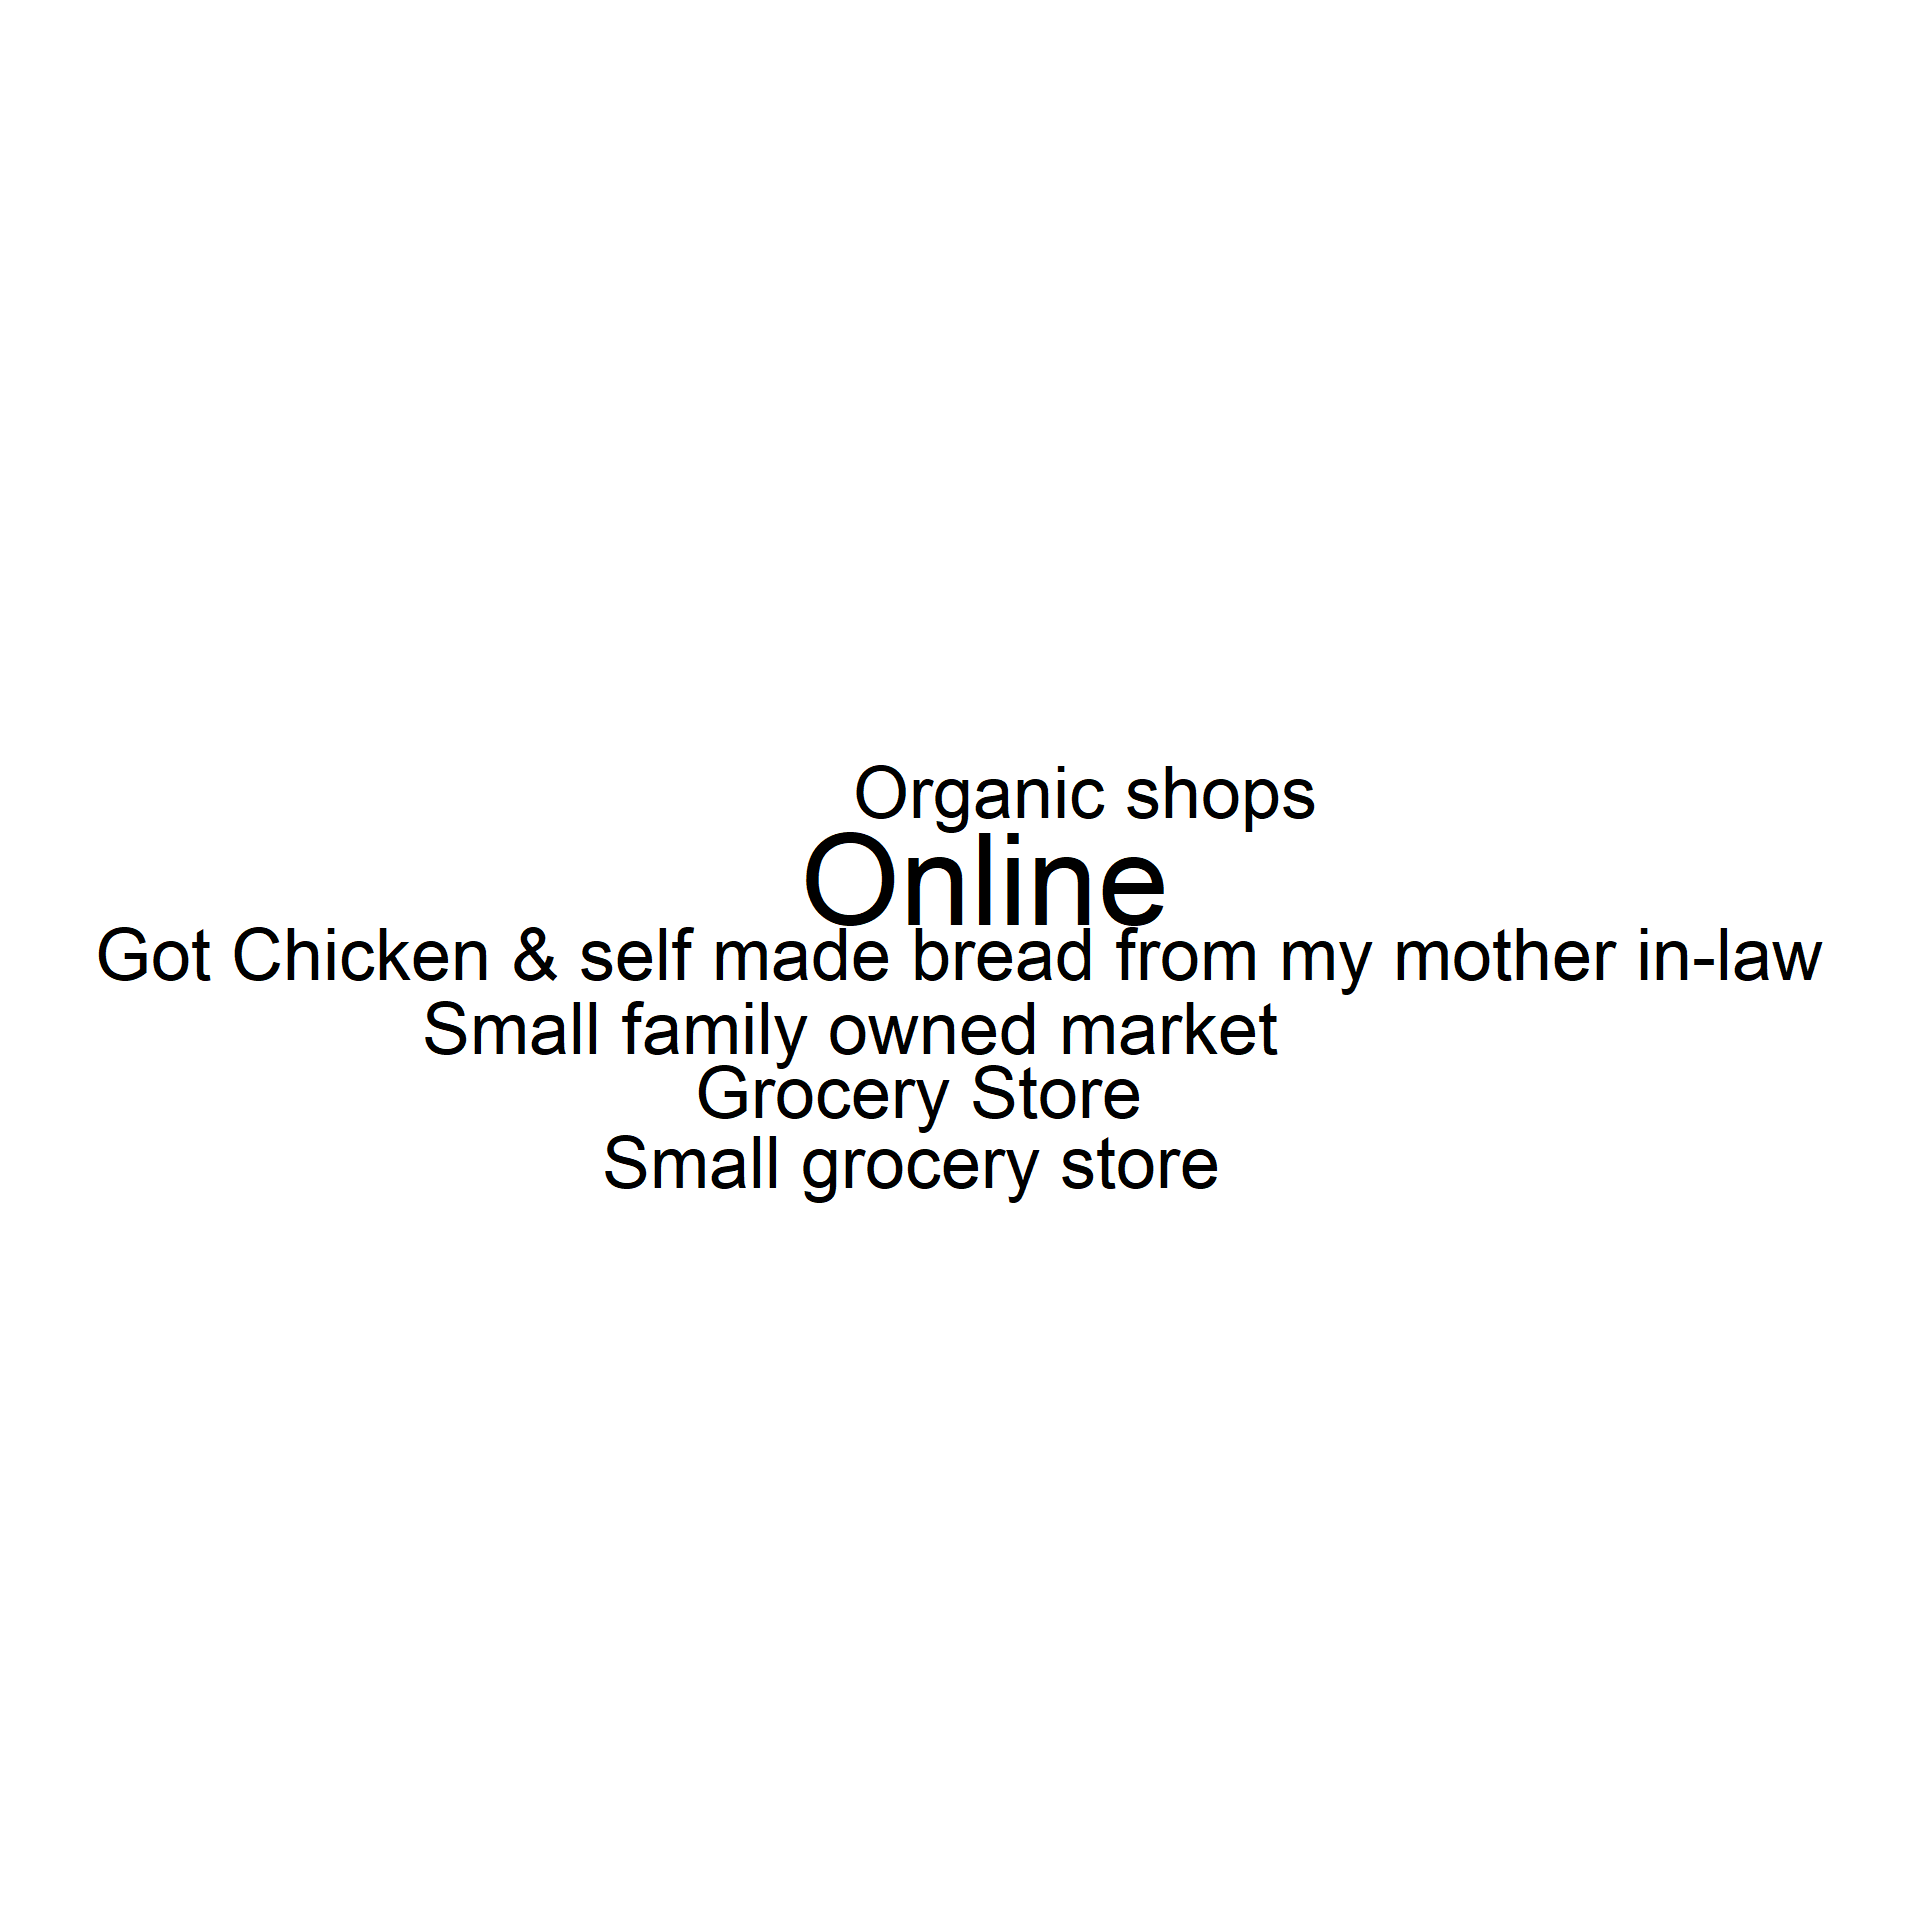 Organic shops
Online
Got Chicken & self made bread from my mother in-law
Small family owned market
Grocery Store
Small grocery store